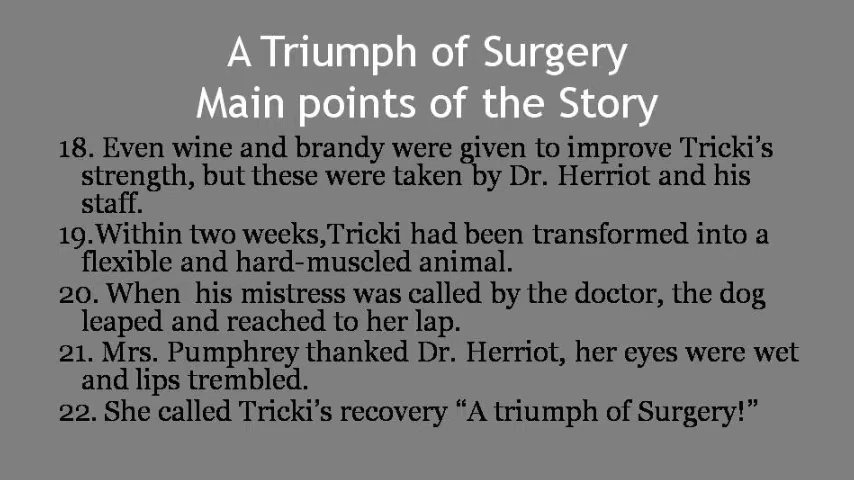 A Triumph of Surgery
Main points of the Story
18. Even wine and brandy were given to improve Tricki's
strength, but these were taken by Dr. Herriot and his
staff.
19.Within two weeks,Tricki had been transformed into a
flexible and hard-muscled animal.
20. When his mistress was called by the doctor, the dog
leaped and reached to her lap.
21. Mrs. Pumphrey thanked Dr. Herriot, her eyes were wet
and lips trembled.
22. She called Tricki's recovery “A triumph of Surgery!”